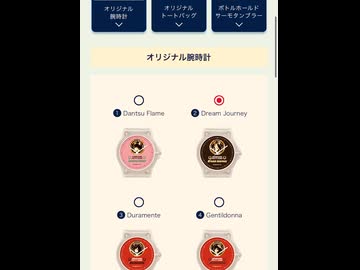 オリジナル
腕時計
オリジナル
トートバッグ
ボトルホールド
サーモタンブラー
オリジナル腕時計
1 Dantsu Flame
2 Dream Journey
3 Duramente
4 Gentildonna